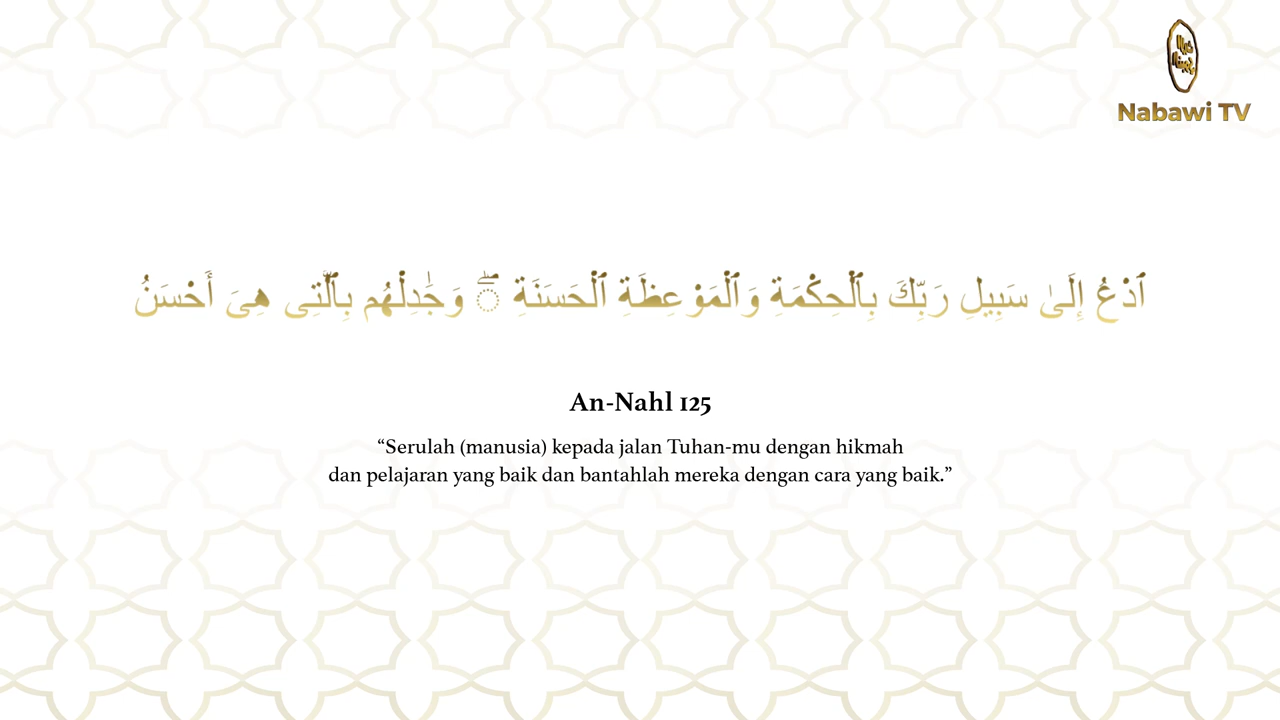 Nabawi TV
ٱدْعُ إِلَىٰ سَبِيلِ رَبِّكَ بِٱلْحِكْمَةِ وَٱلْمَوْعِظَةِ ٱلْحَسَنَةِ ۖ وَجَٰدِلْهُم بِٱلَّتِى هِىَ أَحْسَنُ
An-Nahl 125
“Serulah (manusia) kepada jalan Tuhan-mu dengan hikmah
dan pelajaran yang baik dan bantahlah mereka dengan cara yang baik.”